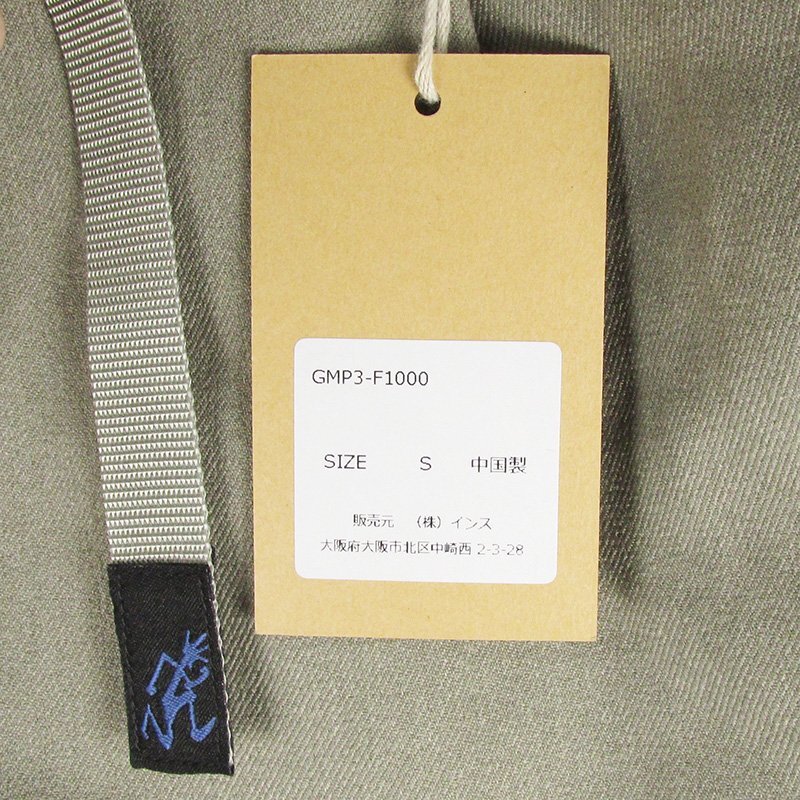 GMP3-F1000
SIZE S 中国製
販売元 (株)インス
大阪府大阪市北区中崎西 2-3-28